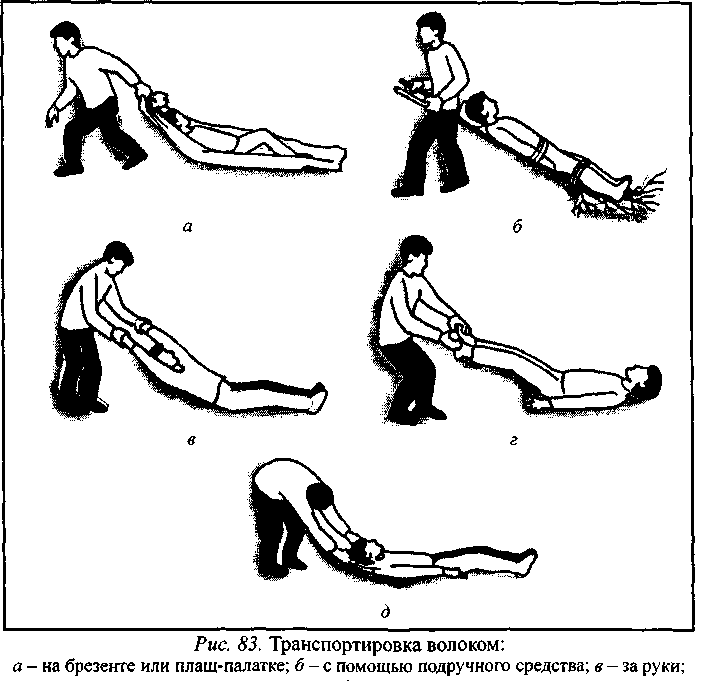 а
б
в
г
д
Рис. 83. Транспортировка волоком:
а – на брезенте или плащ-палатке; б – с помощью подручного средства; в – за руки;